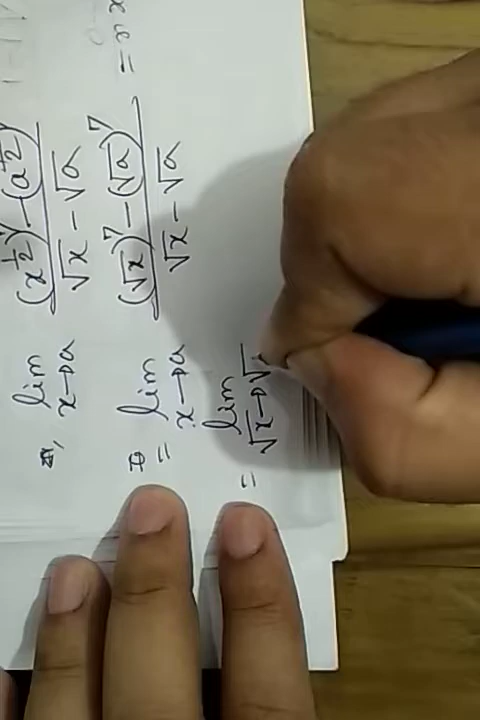 lim x→a (x^½)^7 - (a^½)^7 / √x - √a
= lim x→a (√x)^7 - (√a)^7 / √x - √a
= lim √x→√